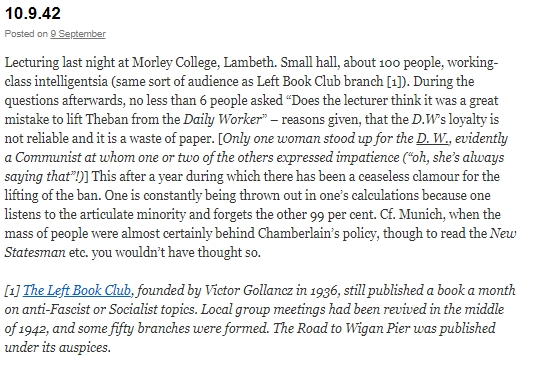 10.9.42
Posted on 9 September
Lecturing last night at Morley College, Lambeth. Small hall, about 100 people, working-
class intelligentsia (same sort of audience as Left Book Club branch [1]). During the
questions afterwards, no less than 6 people asked “Does the lecturer think it was a great
mistake to lift Theban from the Daily Worker” – reasons given, that the D.W’s loyalty is
not reliable and it is a waste of paper. [Only one woman stood up for the D. W., evidently
a Communist at whom one or two of the others expressed impatience (“oh, she’s always
saying that”!)] This after a year during which there has been a ceaseless clamour for the
lifting of the ban. One is constantly being thrown out in one’s calculations because one
listens to the articulate minority and forgets the other 99 per cent. Cf. Munich, when the
mass of people were almost certainly behind Chamberlain’s policy, though to read the New
Statesman etc. you wouldn’t have thought so.
[1] The Left Book Club, founded by Victor Gollancz in 1936, still published a book a month
on anti-Fascist or Socialist topics. Local group meetings had been revived in the middle
of 1942, and some fifty branches were formed. The Road to Wigan Pier was published
under its auspices.